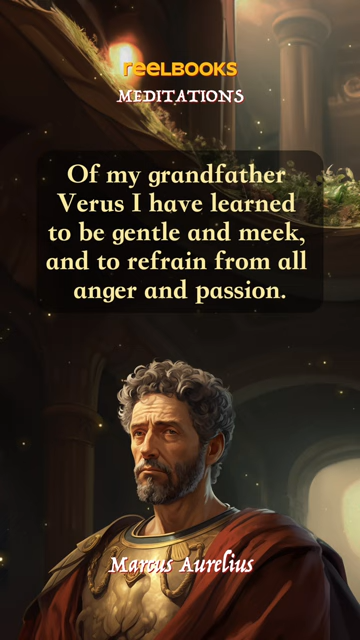 reelBOOKS
MEDITATIONS
Of my grandfather
Verus I have learned
to be gentle and meek,
and to refrain from all
anger and passion.
Marcus Aurelius